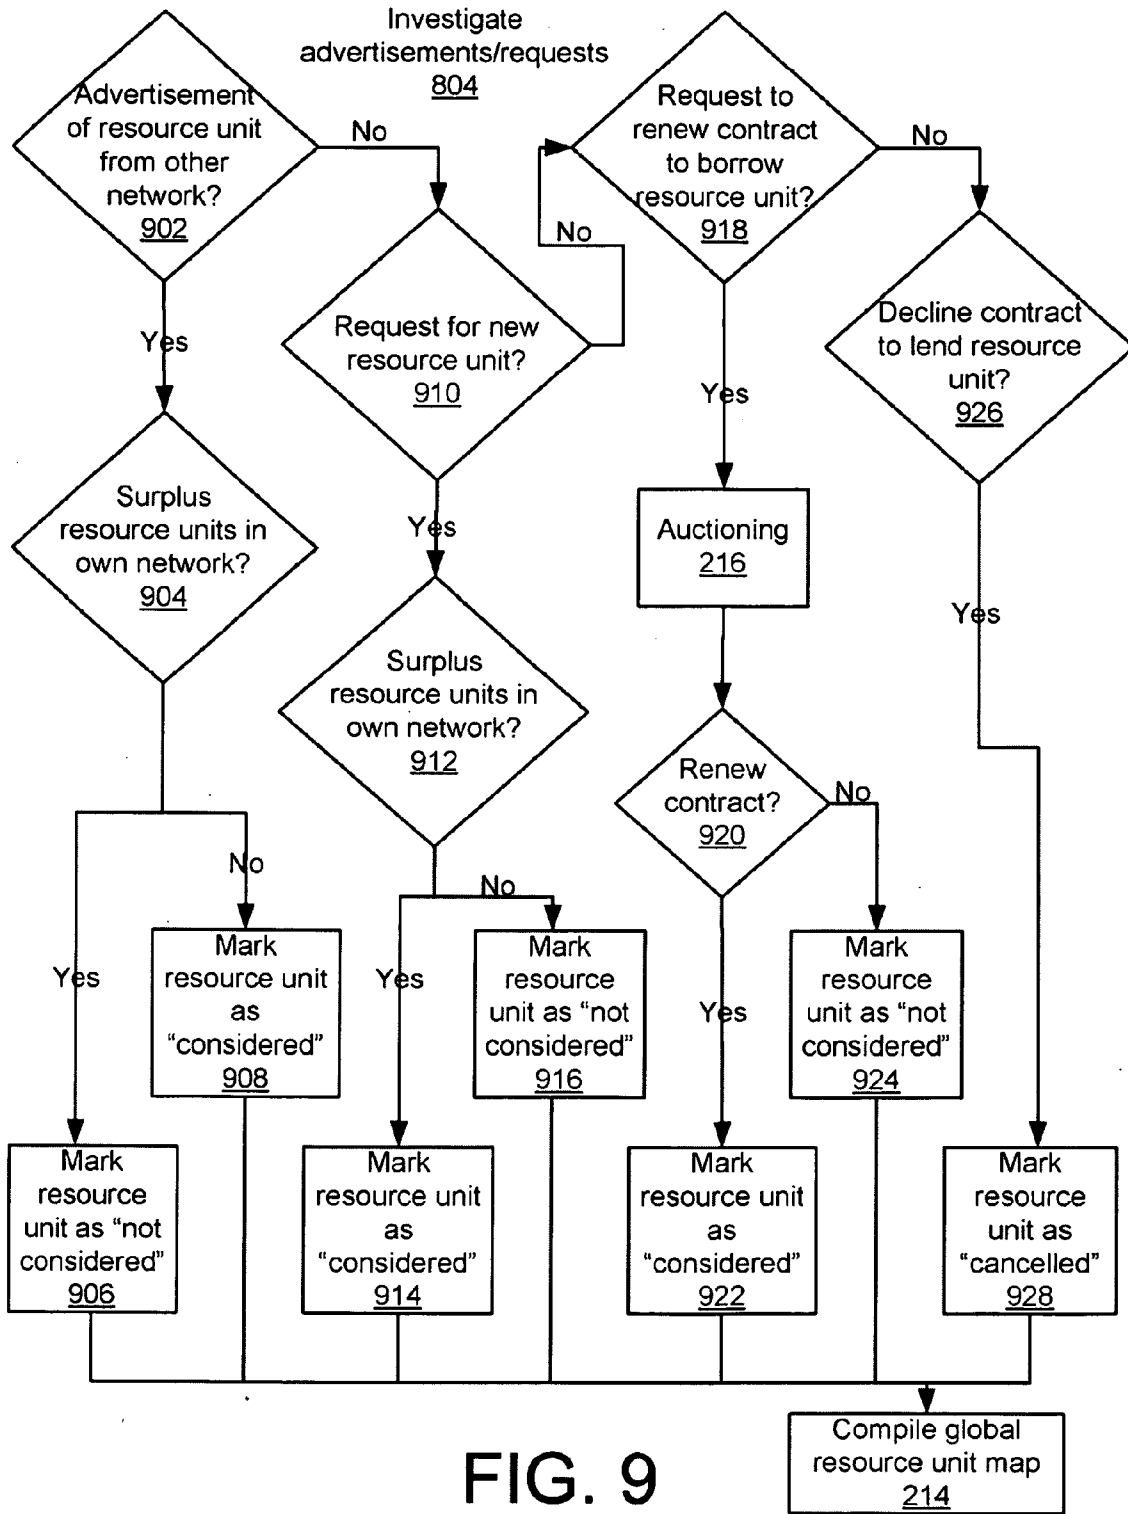 Investigate
advertisements/requests
804
Advertisement
of resource unit
from other
network?
902
No
Yes
Surplus
resource units in
own network?
904
No
Yes
Mark
resource unit
as
“considered”
908
Mark
resource
unit as “not
considered”
906
Request for new
resource unit?
910
No
Yes
Surplus
resource units in
own network?
912
No
Yes
Mark
resource
unit as “not
considered”
916
Mark
resource unit
as
“considered”
914
Request to
renew contract
to borrow
resource unit?
918
No
Yes
Auctioning
216
Renew
contract?
920
No
Yes
Mark
resource
unit as “not
considered”
924
Mark
resource unit
as
“considered”
922
Decline contract
to lend resource
unit?
926
Yes
Mark
resource
unit as
“cancelled”
928
Compile global
resource unit map
214
FIG. 9